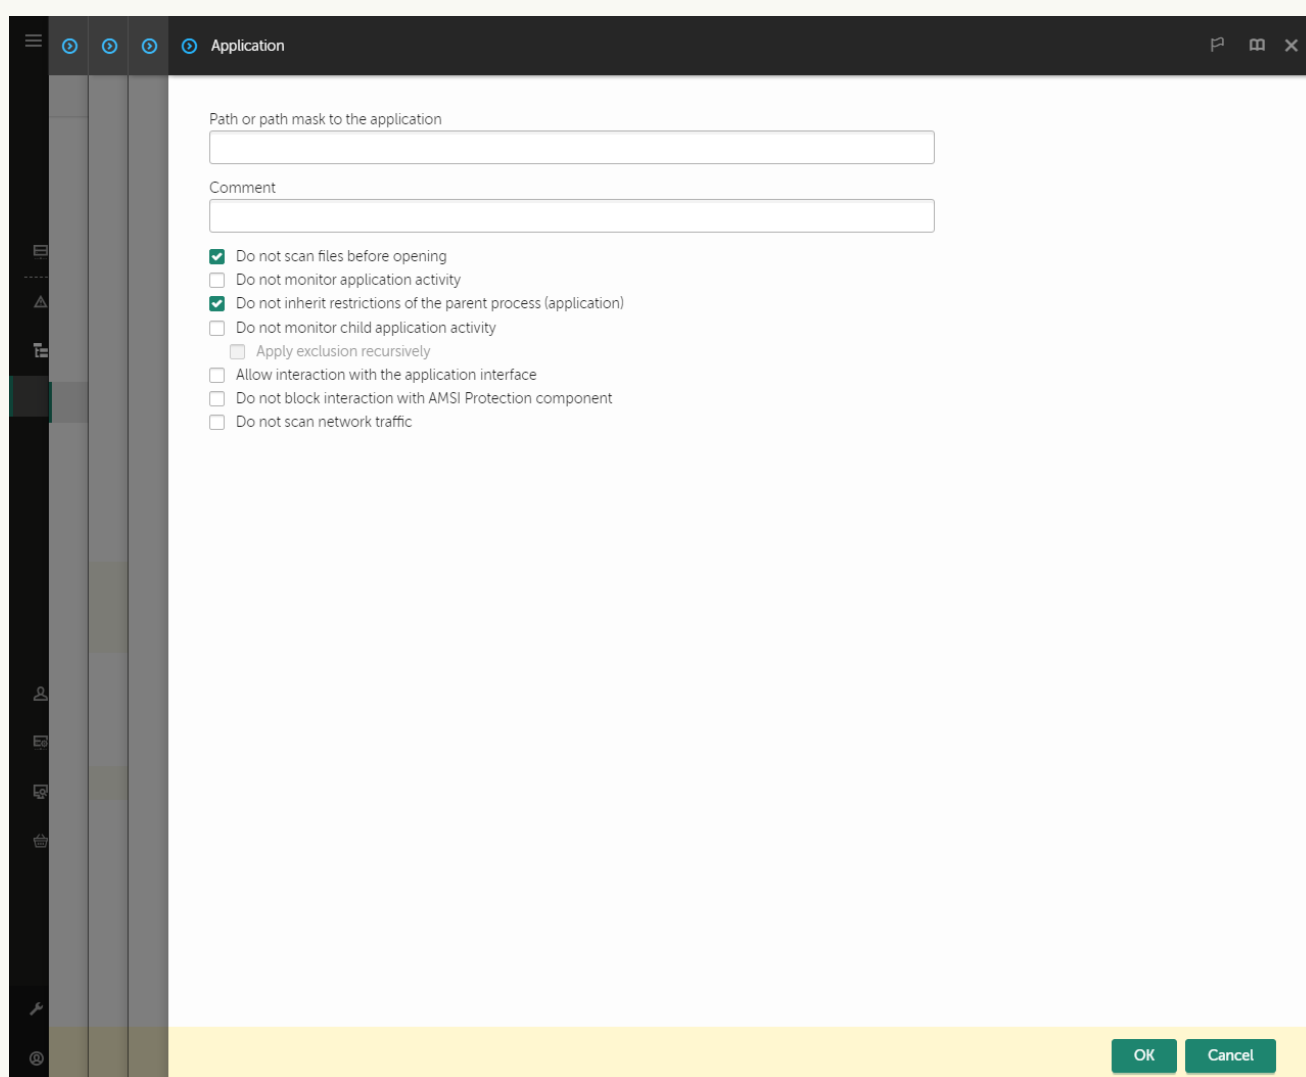 Application
Path or path mask to the application
Comment
Do not scan files before opening
Do not monitor application activity
Do not inherit restrictions of the parent process (application)
Do not monitor child application activity
Apply exclusion recursively
Allow interaction with the application interface
Do not block interaction with AMSI Protection component
Do not scan network traffic
OK
Cancel